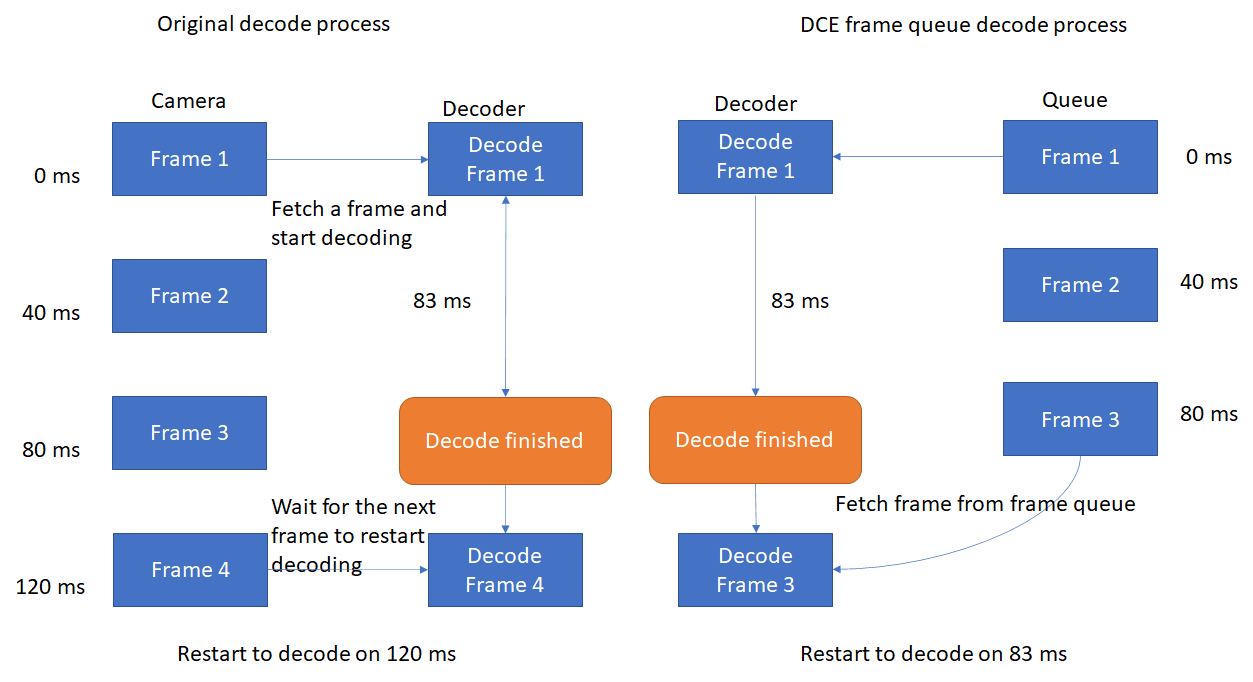 Original decode process
Camera
Decoder
Frame 1
Decode
Frame 1
0 ms
Fetch a frame and
start decoding
Frame 2
40 ms
83 ms
Frame 3
80 ms
Decode finished
Wait for the next
frame to restart
decoding
Frame 4
120 ms
Decode
Frame 4
Restart to decode on 120 ms
DCE frame queue decode process
Decoder
Queue
Decode
Frame 1
Frame 1
0 ms
Frame 2
40 ms
83 ms
Frame 3
80 ms
Decode finished
Fetch frame from frame queue
Decode
Frame 3
Restart to decode on 83 ms